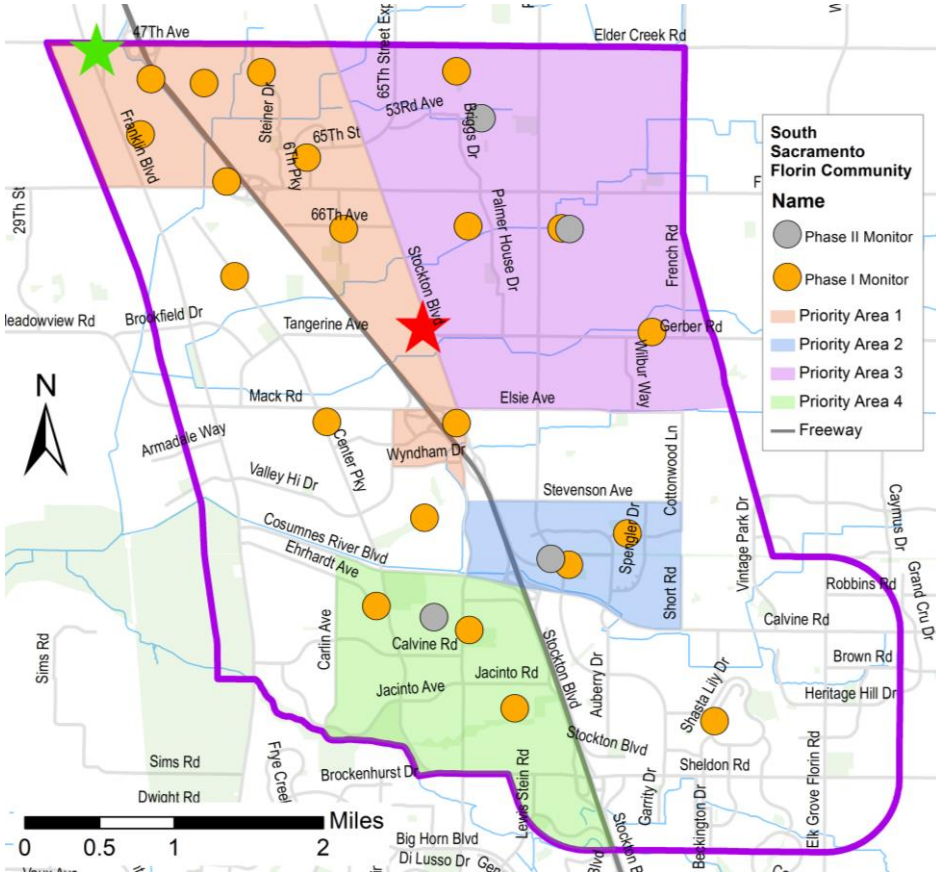 47Th Ave
65Th Street Exp
Elder Creek Rd
Franklin Blvd
Steiner Dr
53Rd Ave
65Th St
6Th Pky
Briggs Dr
29Th St
66Th Ave
Palmer House Dr
French Rd
Stockton Blvd
Meadowview Rd
Brookfield Dr
Tangerine Ave
Gerber Rd
Wilbur Way
Mack Rd
Elsie Ave
Armadale Way
Center Pky
Wyndham Dr
Valley Hi Dr
Cottonwood Ln
Stevenson Ave
Spengler Dr
Vintage Park Dr
Caymus Dr
Cosumnes River Blvd
Ehrhardt Ave
Short Rd
Robbins Rd
Grand Cru Dr
Sims Rd
Carlin Ave
Calvine Rd
Calvine Rd
Stockton Blvd
Auberry Dr
Brown Rd
Jacinto Ave
Jacinto Rd
Shasta Lily Dr
Heritage Hill Dr
Stockton Blvd
Sims Rd
Frye Creek
Brockenhurst Dr
Lewis Stein Rd
Garrity Dr
Sheldon Rd
Elk Grove Florin Rd
Dwight Rd
Beckington Dr
Stockton Blvd
Big Horn Blvd
Di Lusso Dr
Blvd
N
0 0.5 1 2 Miles
South
Sacramento
Florin Community
Name
Phase II Monitor
Phase I Monitor
Priority Area 1
Priority Area 2
Priority Area 3
Priority Area 4
Freeway